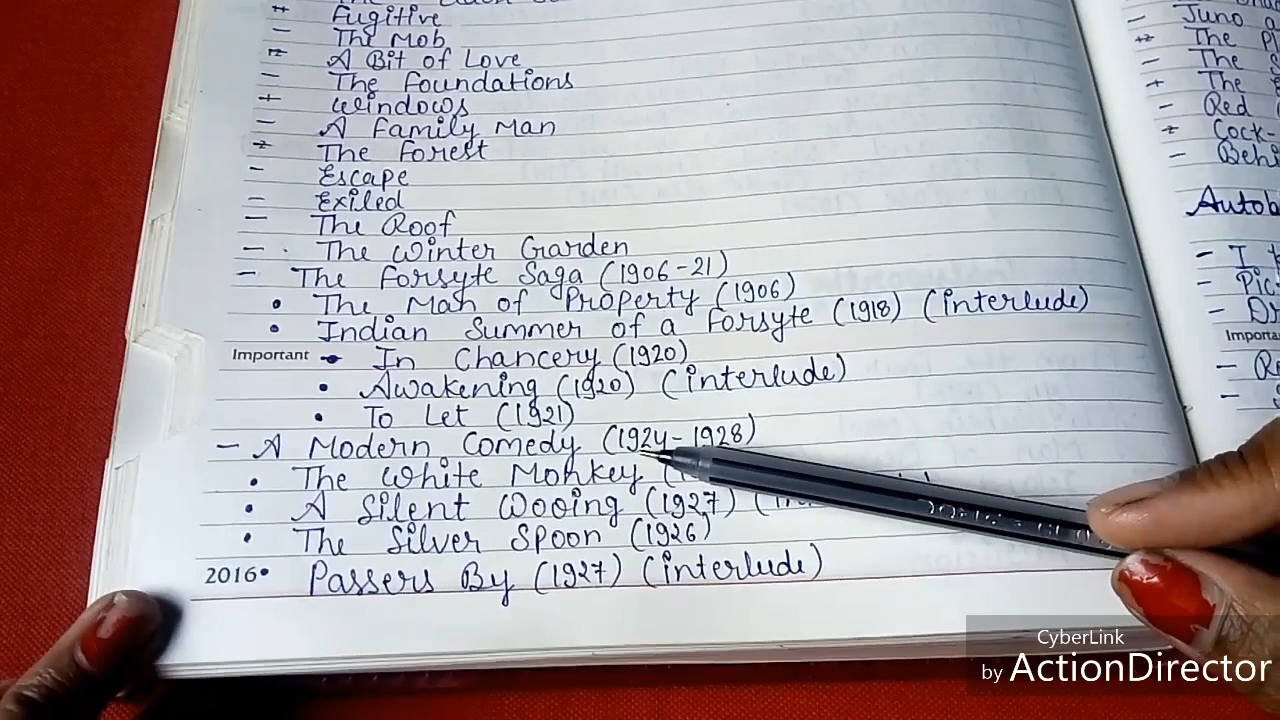 Fugitive
The Mob
A Bit of Love
The Foundations
Windows
A Family Man
The Forest
Escape
Exiled
The Roof
- The Winter Garden
- The Forsyte Saga (1906-21)
• The Man of Property (1906)
• Indian Summer of a Forsyte (1918) (interlude)
Important • In Chancery (1920)
• Awakening (1920) (interlude)
• To Let (1921)
- A Modern Comedy (1924-1928)
• The White Monkey
• A Silent Wooing (1927)
• The Silver Spoon (1926)
2016 • Passers By (1927) (interlude)
Juno
The
- The
The
- Red
Cock-
-
Autob
- I
-
-
Importa
CyberLink
by ActionDirector